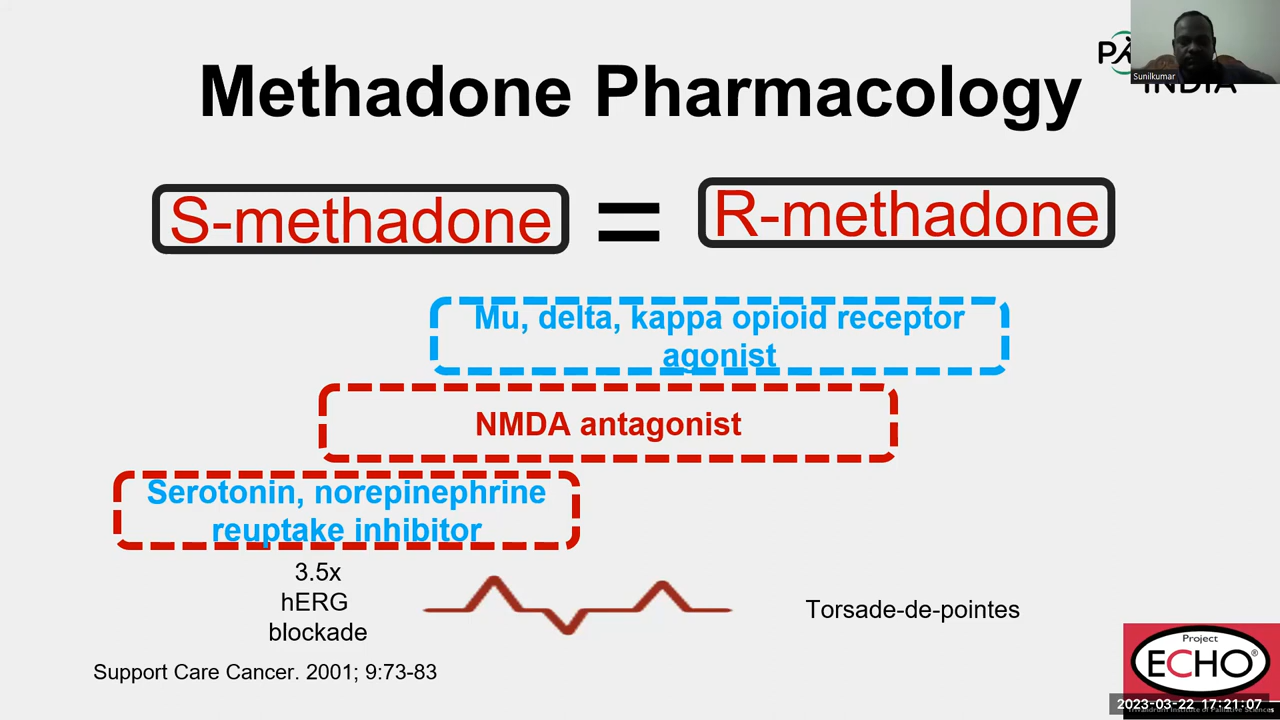 Methadone Pharmacology
S-methadone = R-methadone
Mu, delta, kappa opioid receptor
agonist
NMDA antagonist
Serotonin, norepinephrine
reuptake inhibitor
3.5x
hERG
blockade
Torsade-de-pointes
Support Care Cancer. 2001; 9:73-83
Sunilkumar
INDIA
Project
ECHO®
2023-03-22 17:21:07